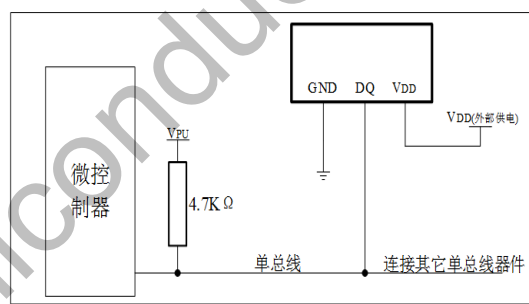 GND DQ VDD
VDD(外部供电)
VPU
微控
制器
4.7KΩ
单总线
连接其它单总线器件